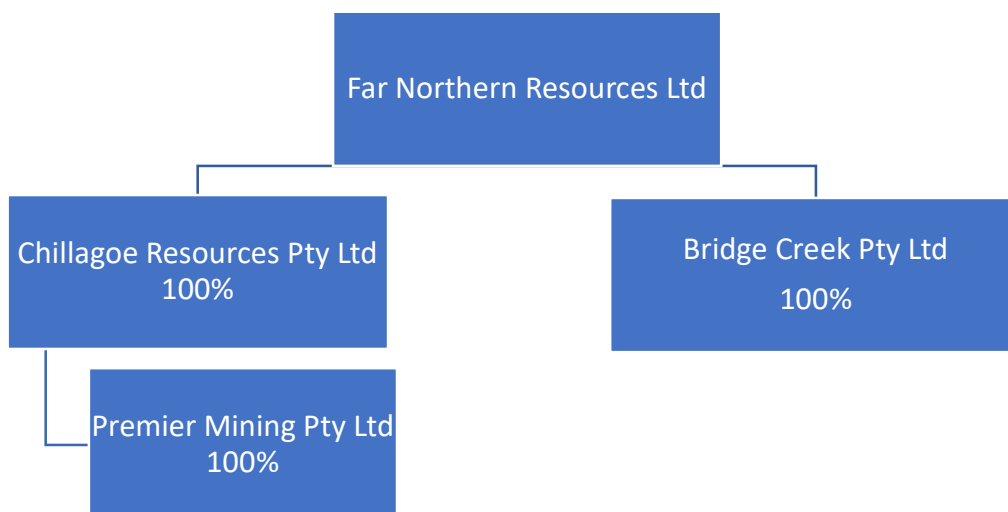 Far Northern Resources Ltd
Chillagoe Resources Pty Ltd
100%
Bridge Creek Pty Ltd
100%
Premier Mining Pty Ltd
100%